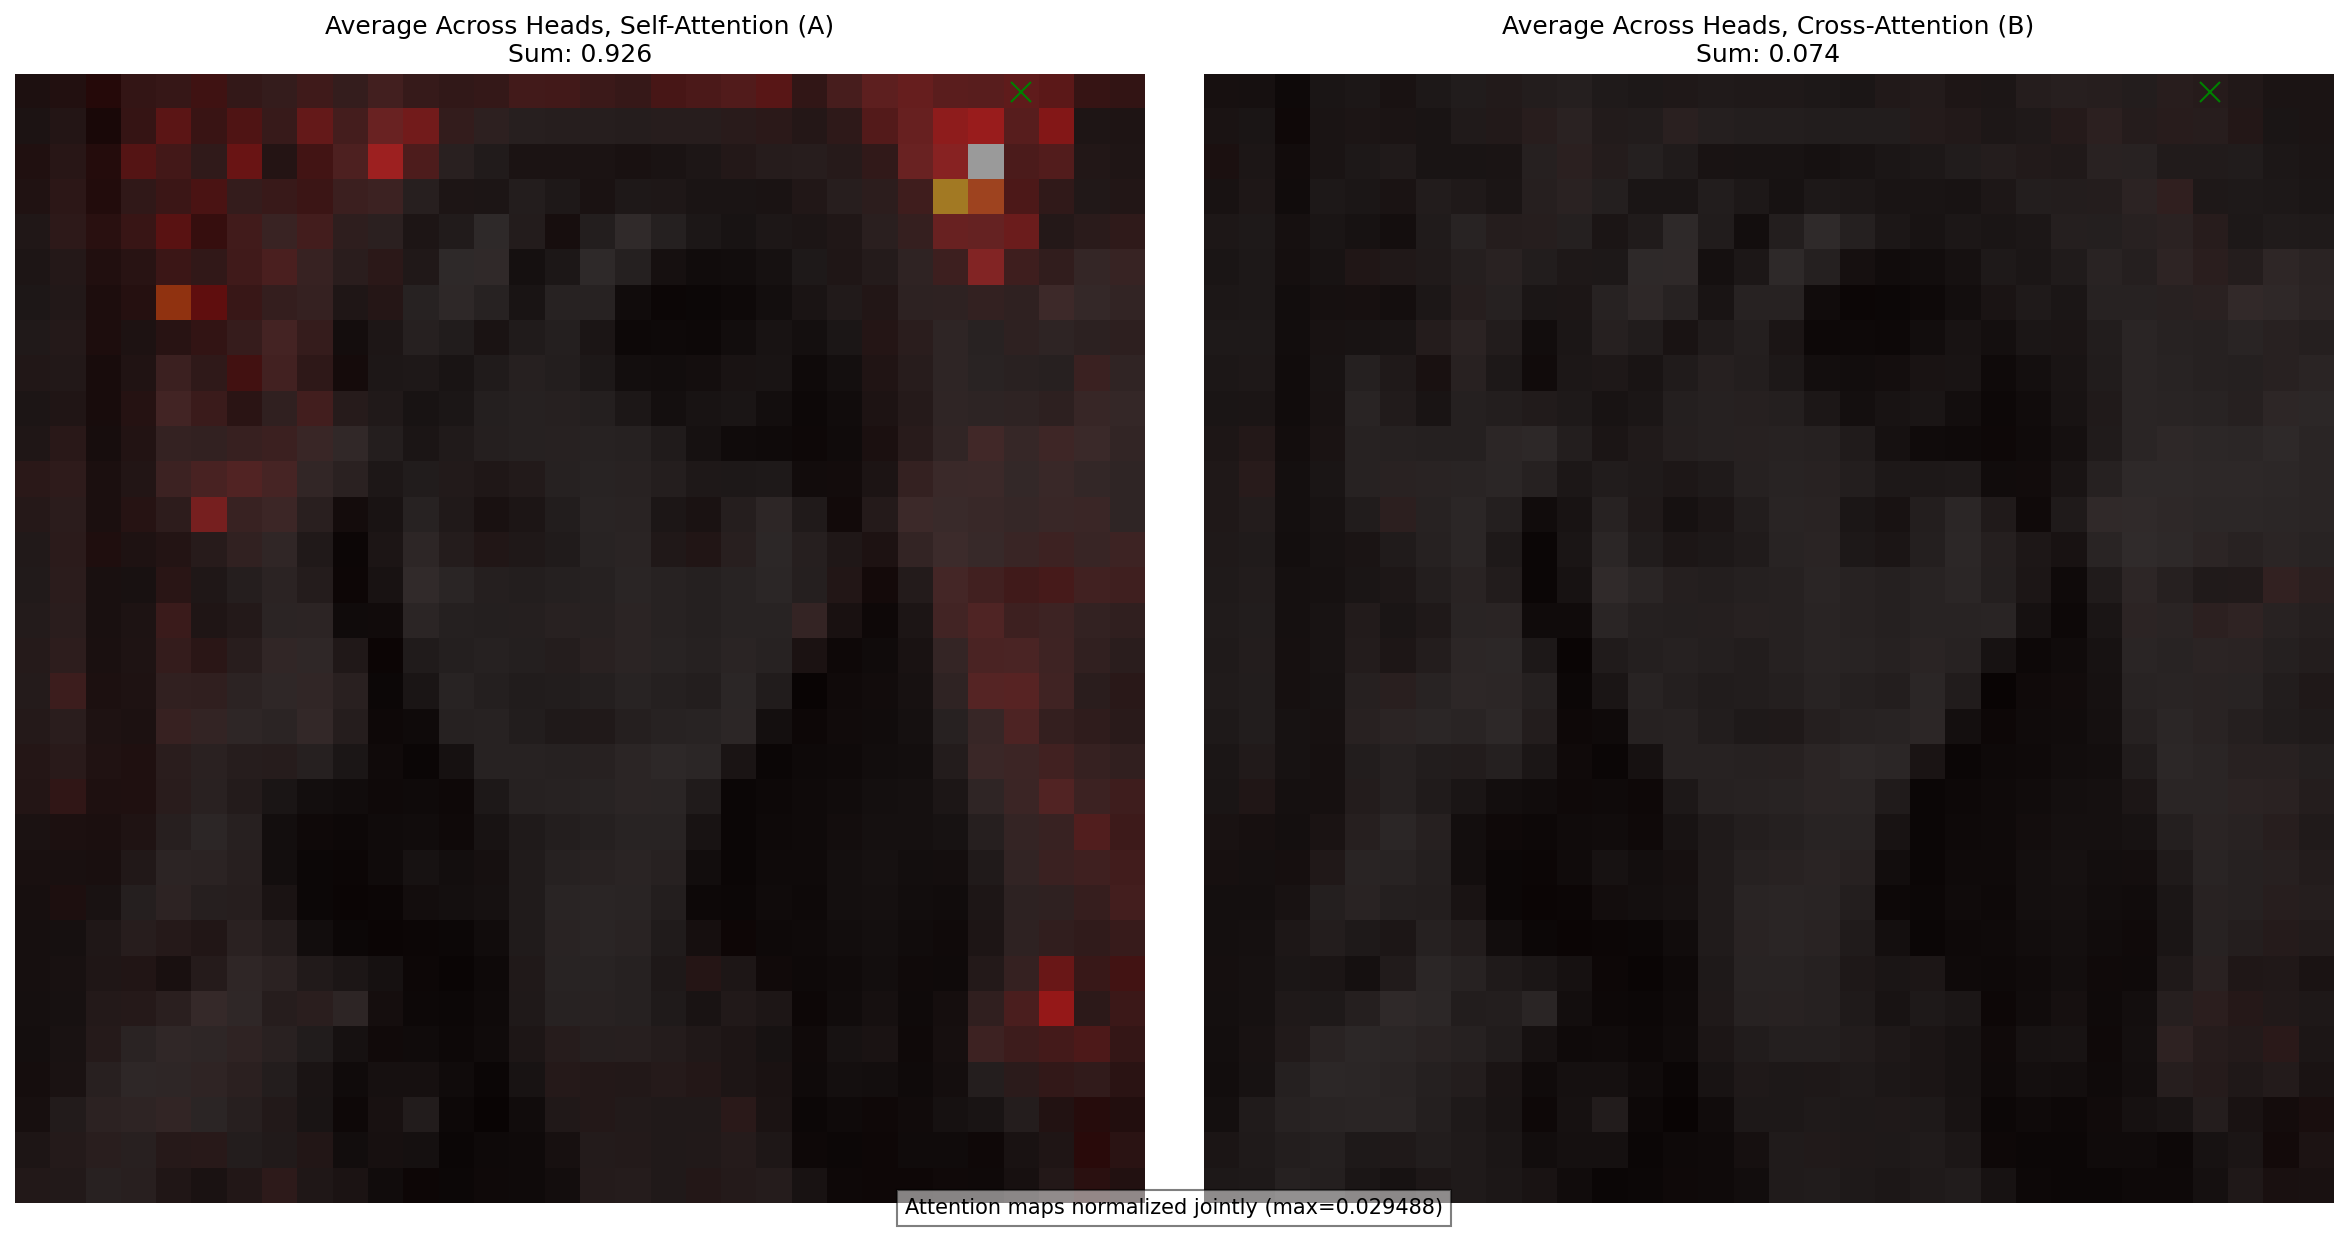 Average Across Heads, Self-Attention (A)
Sum: 0.926
Average Across Heads, Cross-Attention (B)
Sum: 0.074
Attention maps normalized jointly (max=0.029488)